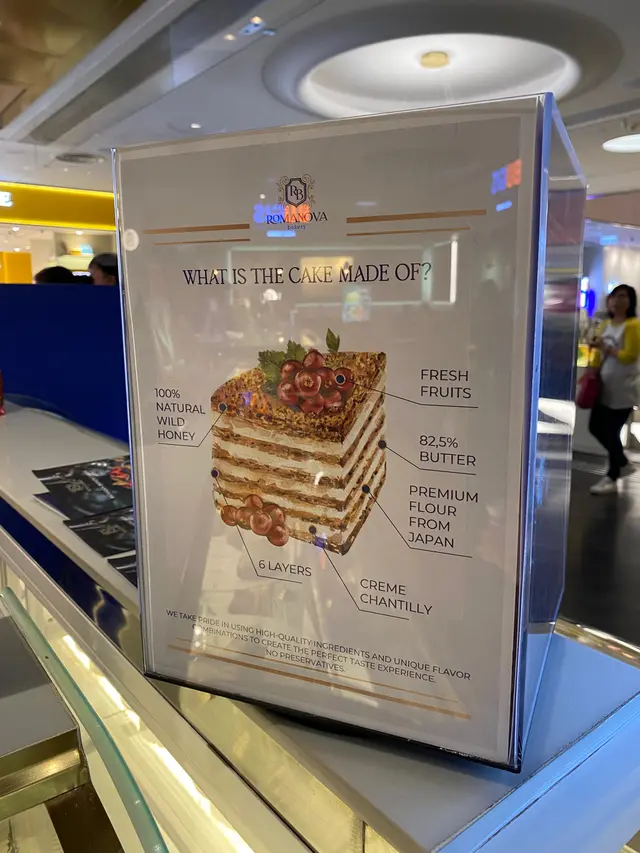 RB
ROMANOVA
Bakery
WHAT IS THE CAKE MADE OF?
100%
NATURAL
WILD
HONEY
FRESH
FRUITS
82,5%
BUTTER
PREMIUM
FLOUR
FROM
JAPAN
6 LAYERS
CREME
CHANTILLY
WE TAKE PRIDE IN USING HIGH-QUALITY INGREDIENTS AND UNIQUE FLAVOR
COMBINATIONS TO CREATE THE PERFECT TASTE EXPERIENCE.
NO PRESERVATIVES.